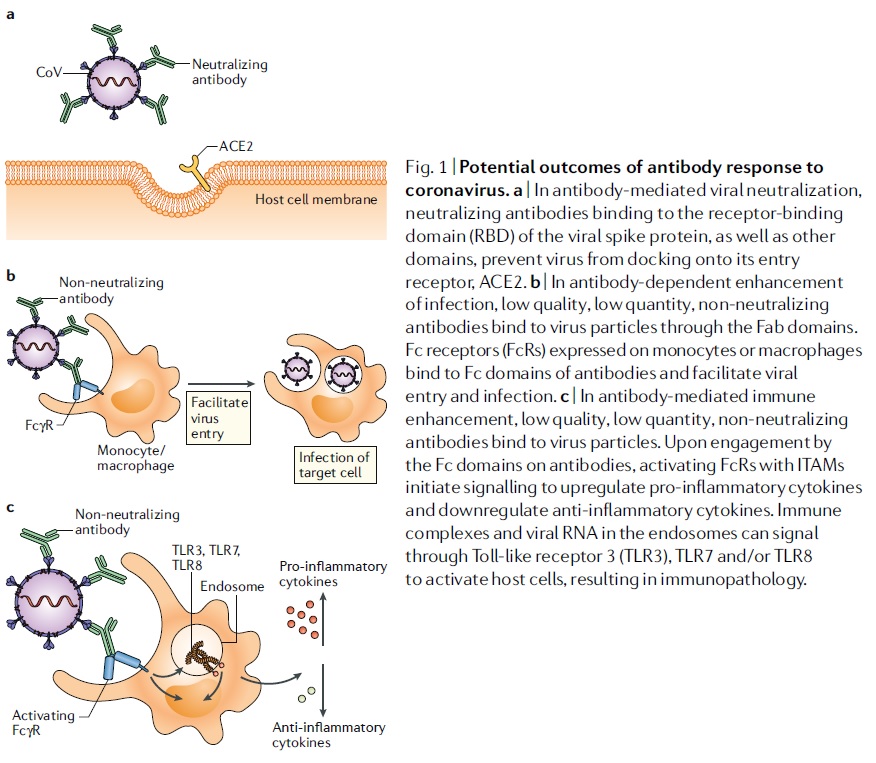 a
CoV
Neutralizing
antibody
ACE2
Host cell membrane
b
Non-neutralizing
antibody
FcγR
Monocyte/
macrophage
Facilitate
virus
entry
Infection of
target cell
c
Non-neutralizing
antibody
TLR3, TLR7,
TLR8
Endosome
Pro-inflammatory
cytokines
Activating
FcγR
Anti-inflammatory
cytokines
Fig. 1 | Potential outcomes of antibody response to
coronavirus. a | In antibody-mediated viral neutralization,
neutralizing antibodies binding to the receptor-binding
domain (RBD) of the viral spike protein, as well as other
domains, prevent virus from docking onto its entry
receptor, ACE2. b | In antibody-dependent enhancement
of infection, low quality, low quantity, non-neutralizing
antibodies bind to virus particles through the Fab domains.
Fc receptors (FcRs) expressed on monocytes or macrophages
bind to Fc domains of antibodies and facilitate viral
entry and infection. c | In antibody-mediated immune
enhancement, low quality, low quantity, non-neutralizing
antibodies bind to virus particles. Upon engagement by
the Fc domains on antibodies, activating FcRs with ITAMs
initiate signalling to upregulate pro-inflammatory cytokines
and downregulate anti-inflammatory cytokines. Immune
complexes and viral RNA in the endosomes can signal
through Toll-like receptor 3 (TLR3), TLR7 and/or TLR8
to activate host cells, resulting in immunopathology.